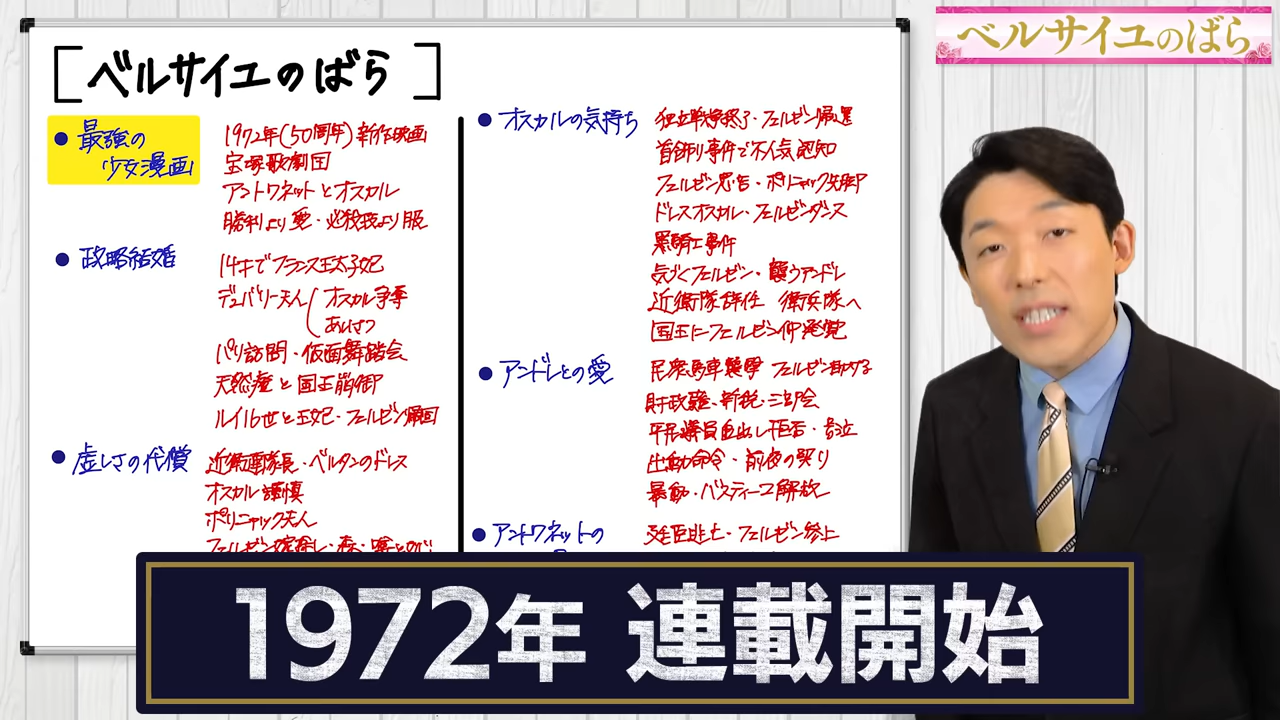 ベルサイユのばら
[ベルサイユのばら]
●最強の
少女漫画
1972年(50周年)新作映画
宝塚歌劇団
アントワネットとオスカル
勝利より愛・必殺技より服
●政略結婚
14才でフランス王太子妃
デュバリー夫人(オスカル争奪
あいさつ
パリ訪問・仮面舞踏会
天然痘と国王崩御
ルイ16世と王妃・フェルゼン帰国
●虚しさの代償
近衛連隊長・ベルタンのドレス
オスカル謹慎
ポリニャック夫人
●オスカルの気持ち
独立戦争終了・フェルゼン帰還
首飾り事件で不人気認知
フェルゼン忠告・ポリニャック失脚
ドレスオスカル・フェルゼンダンス
黒騎士事件
気づくフェルゼン・襲うアンドレ
近衛隊辞任 衛兵隊へ
国王にフェルゼン仲発覚
●アンドレとの愛
民衆馬車襲撃 フェルゼン助ける
財政難、新税、三部会
平民議員追出し拒否・対立
出動命令・前夜の契り
暴動・バスティーユ解放
●アントワネットの
フェルゼン参上
1972年 連載開始